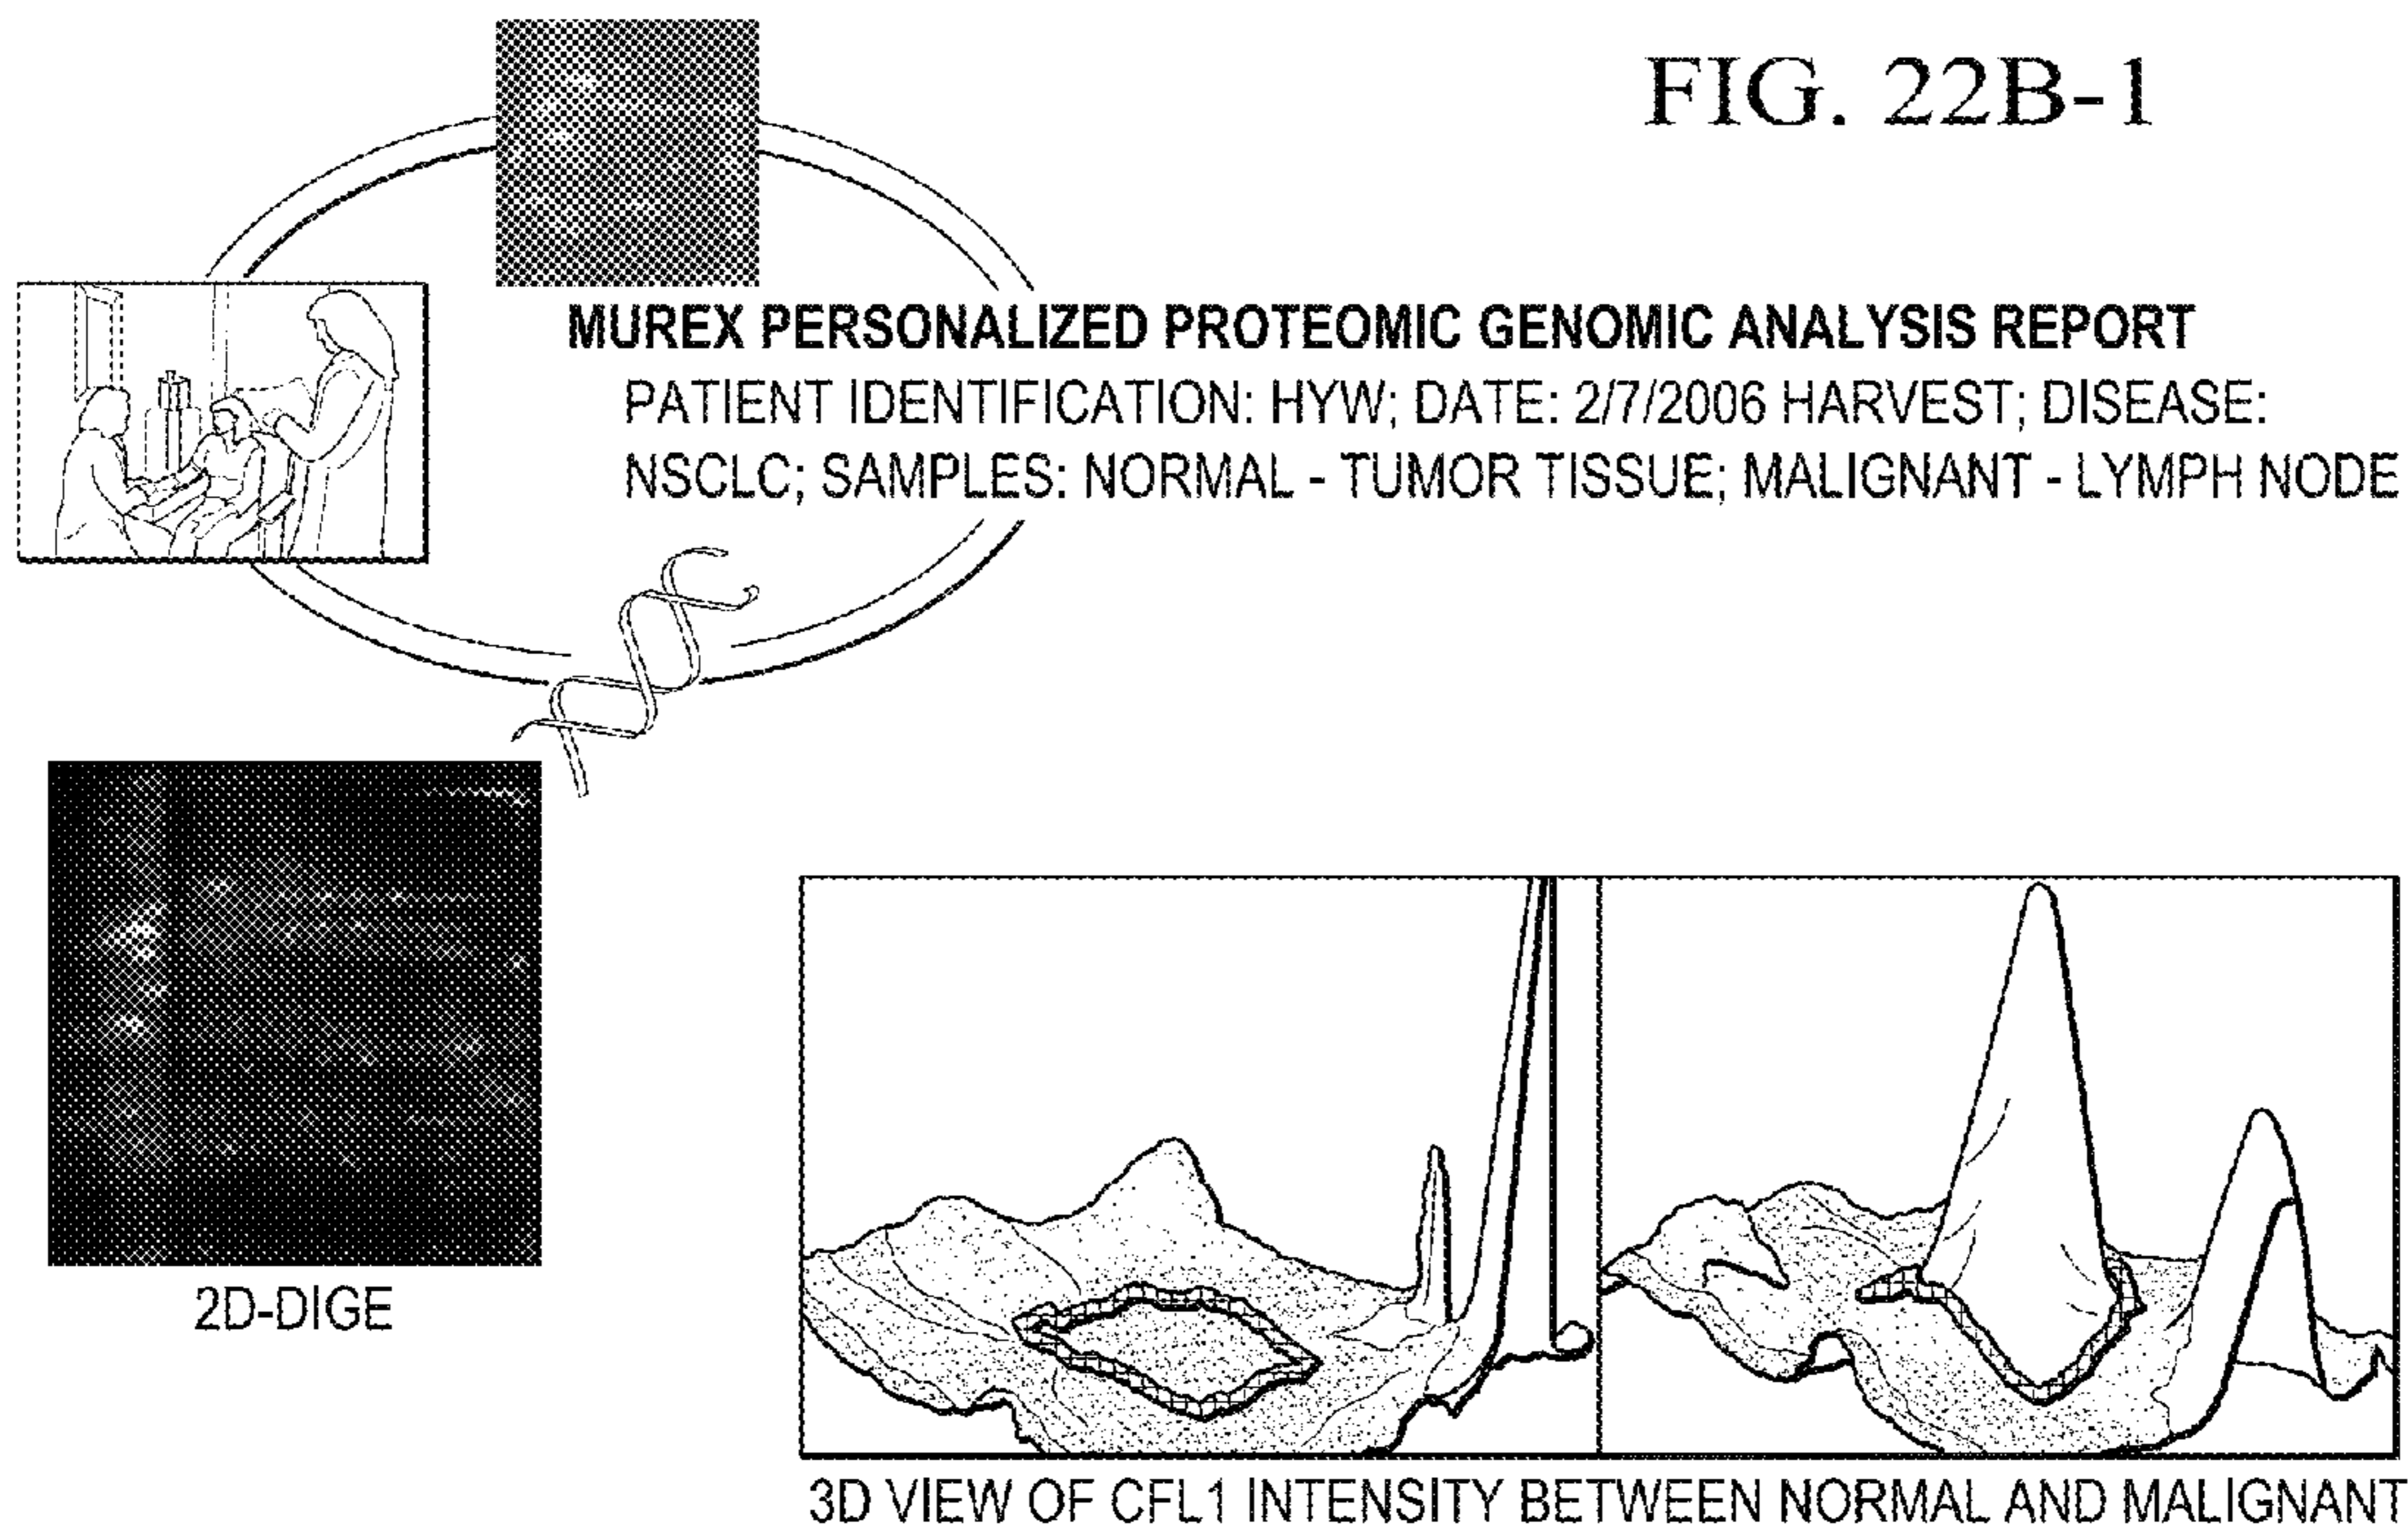 FIG. 22B-1
MUREX PERSONALIZED PROTEOMIC GENOMIC ANALYSIS REPORT
PATIENT IDENTIFICATION: HYW; DATE: 2/7/2006 HARVEST; DISEASE:
NSCLC; SAMPLES: NORMAL - TUMOR TISSUE; MALIGNANT - LYMPH NODE
2D-DIGE
3D VIEW OF CFL1 INTENSITY BETWEEN NORMAL AND MALIGNANT